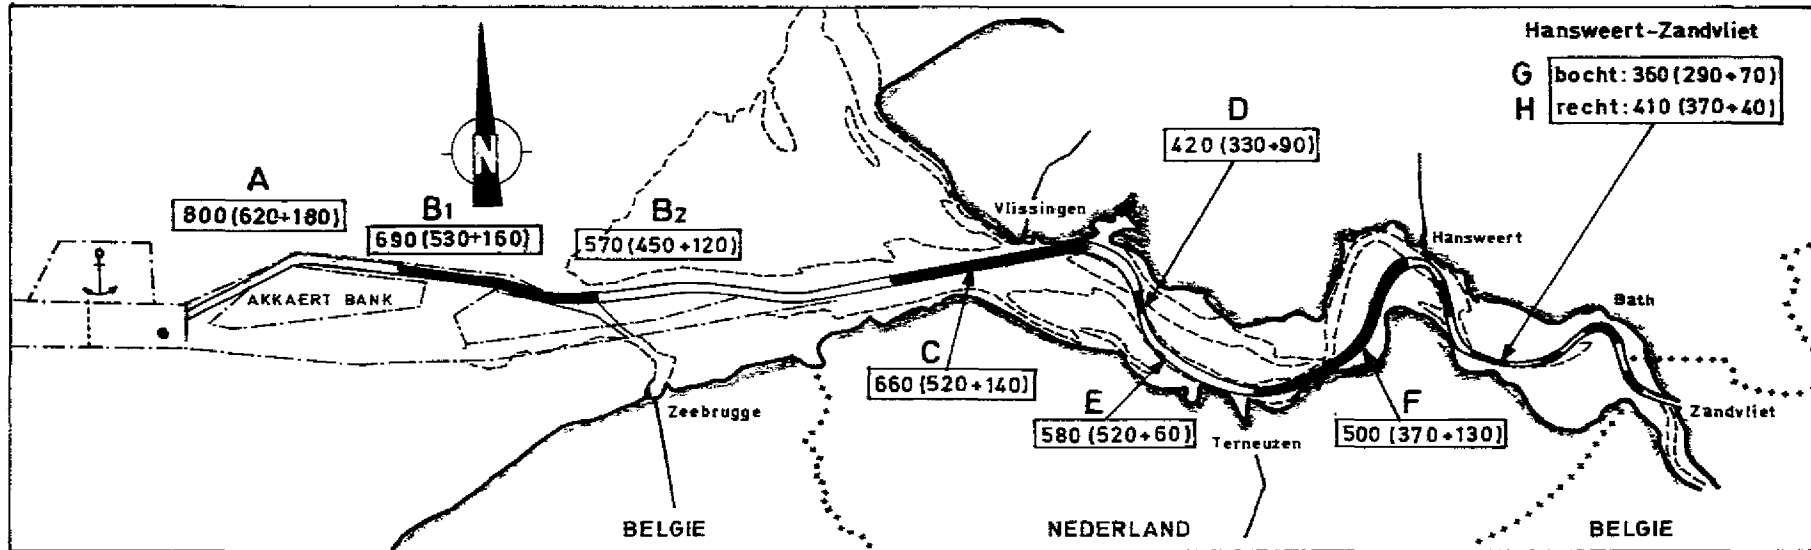 Hansweert-Zandvliet
G bocht: 360 (290+70)
H recht: 410 (370+40)
D
420 (330+90)
A
800 (620+180)
B1
690 (530+160)
B2
570 (450+120)
N
Vlissingen
Hansweert
Bath
AKKAERT BANK
C
660 (520+140)
E
580 (520+60)
F
500 (370+130)
Zeebrugge
Terneuzen
Zandvliet
BELGIE
NEDERLAND
BELGIE